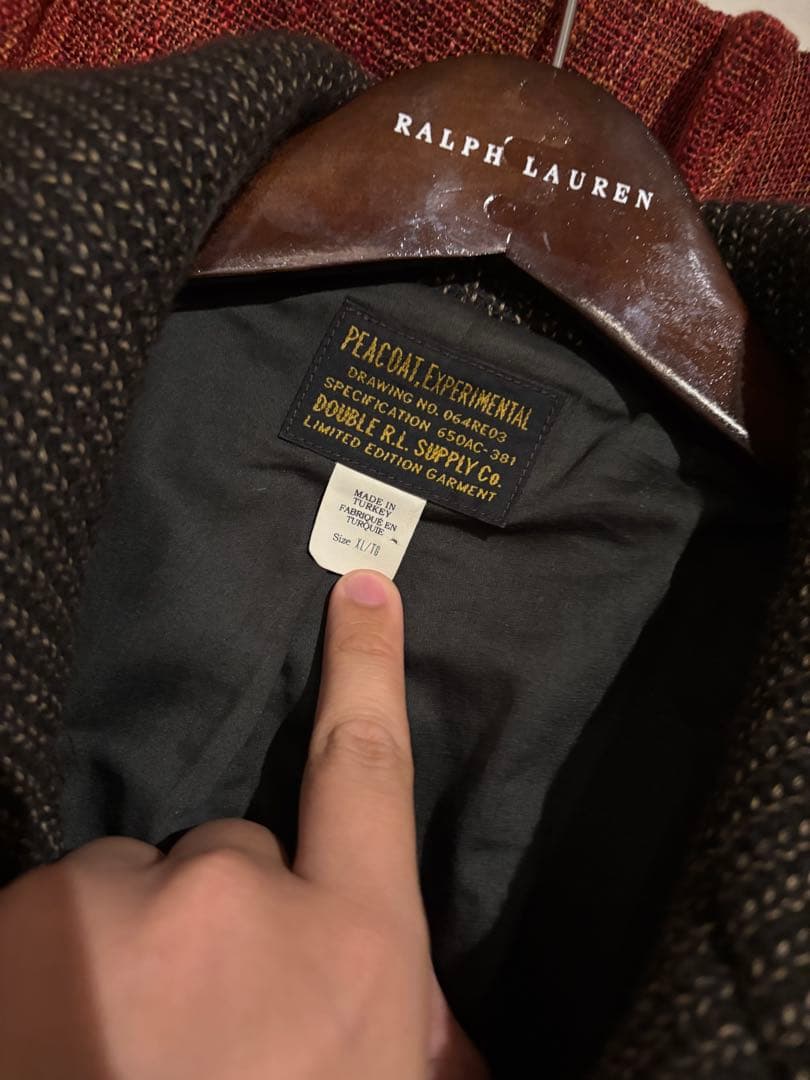 RALPH LAUREN
PEACOAT, EXPERIMENTAL
DRAWING NO. 064RE03
SPECIFICATION 650AC-381
DOUBLE R.L. SUPPLY Co.
LIMITED EDITION GARMENT
MADE IN
TURKEY
FABRIQUE EN
TURQUIE
Size XL/TG